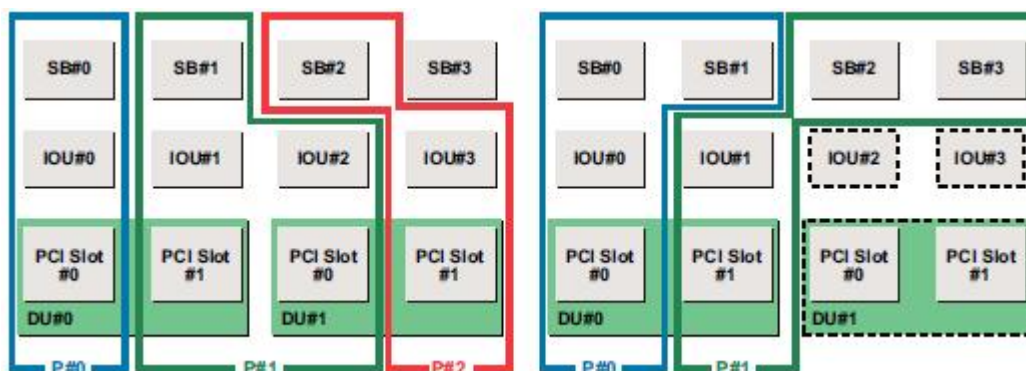 SB#0 SB#1 SB#2 SB#3 SB#0 SB#1 SB#2 SB#3
IOU#0 IOU#1 IOU#2 IOU#3 IOU#0 IOU#1 IOU#2 IOU#3
PCI Slot PCI Slot PCI Slot PCI Slot PCI Slot PCI Slot PCI Slot PCI Slot
#0 #1 #0 #1 #0 #1 #0 #1
DU#0 DU#1 DU#0 DU#1
P#0 P#1 P#2 P#0 P#1